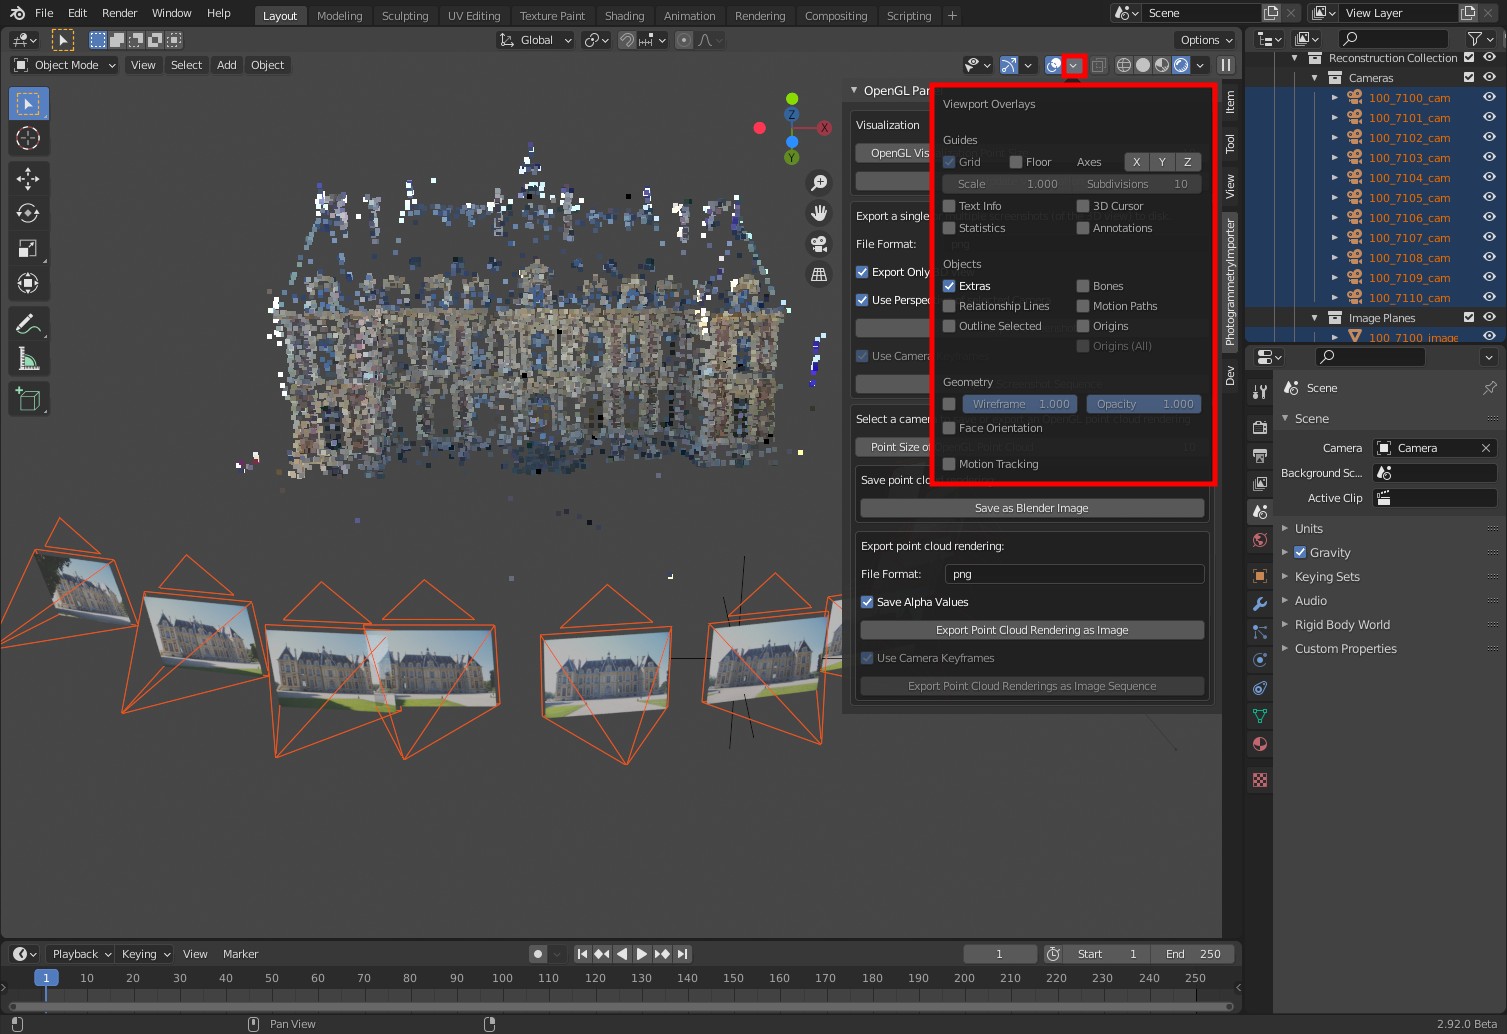 File Edit Render Window Help Layout Modeling Sculpting UV Editing Texture Paint Shading Animation Rendering Compositing Scripting + Scene View Layer
Global Options
Object Mode View Select Add Object
Reconstruction Collection
Cameras
100_7100_cam
100_7101_cam
100_7102_cam
100_7103_cam
100_7104_cam
100_7105_cam
100_7106_cam
100_7107_cam
100_7108_cam
100_7109_cam
100_7110_cam
Image Planes
100_7100_image
X
Y
Z
OpenGL Pan
Visualization
OpenGL Vis
Export a single
File Format:
Export Only
Use Perspec
Use Camera
Select a camera
Point Size of
Save point clo
Save as Blender Image
Export point cloud rendering:
File Format: png
Save Alpha Values
Export Point Cloud Rendering as Image
Use Camera Keyframes
Export Point Cloud Renderings as Image Sequence
Viewport Overlays
Guides
Grid Floor Axes X Y Z
Scale 1.000 Subdivisions 10
Text Info 3D Cursor
Statistics Annotations
Objects
Extras Bones
Relationship Lines Motion Paths
Outline Selected Origins
Origins (All)
Geometry
Wireframe 1.000 Opacity 1.000
Face Orientation
Motion Tracking
Item
Tool
View
PhotogrammetryImporter
Dev
Scene
Scene
Camera Camera
Background Sc...
Active Clip
Units
Gravity
Keying Sets
Audio
Rigid Body World
Custom Properties
Playback Keying View Marker 1 Start 1 End 250
1 10 20 30 40 50 60 70 80 90 100 110 120 130 140 150 160 170 180 190 200 210 220 230 240 250
Pan View 2.92.0 Beta